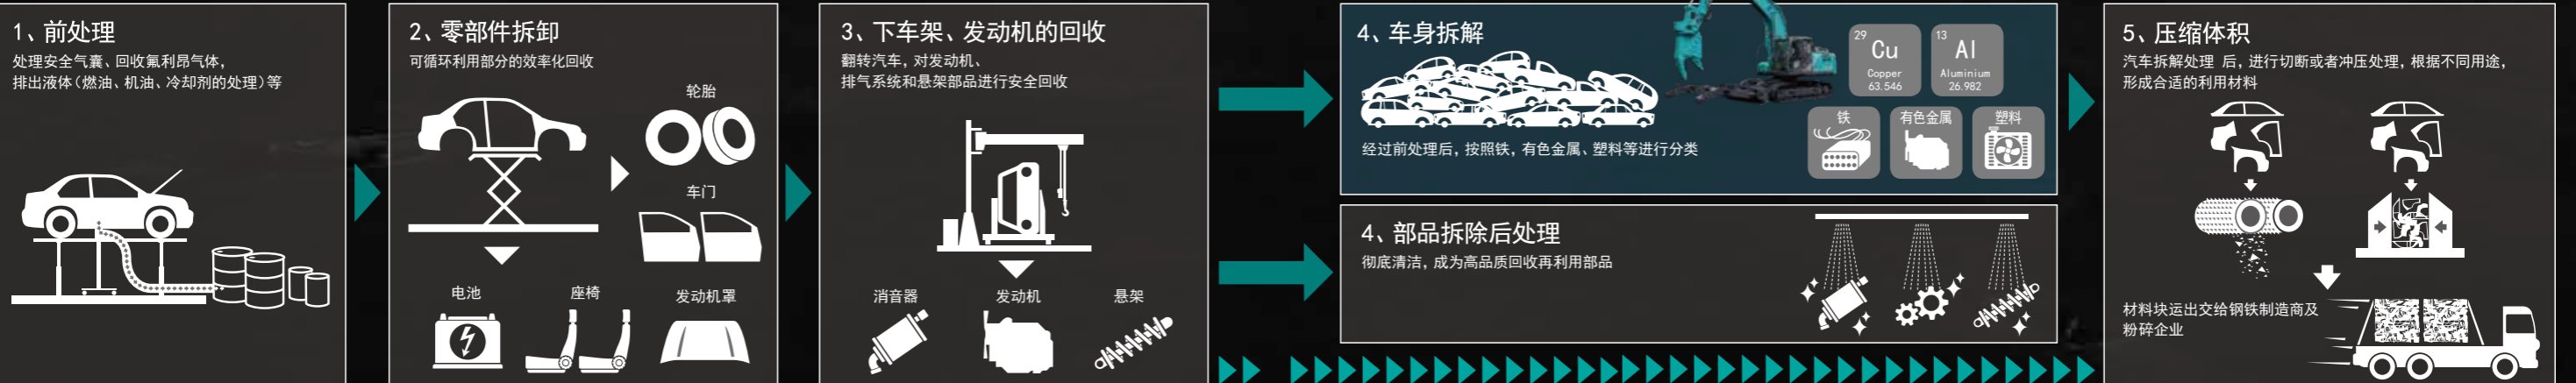 1、前处理
处理安全气囊、回收氟利昂气体，
排出液体（燃油、机油、冷却剂的处理）等
2、零部件拆卸
可循环利用部分的效率化回收
轮胎
车门
电池
座椅
发动机罩
3、下车架、发动机的回收
翻转汽车，对发动机、
排气系统和悬架部品进行安全回收
消音器
发动机
悬架
4、车身拆解
经过前处理后，按照铁，有色金属、塑料等进行分类
29
Cu
Copper
63.546
13
Al
Aluminium
26.982
铁
有色金属
塑料
4、部品拆除后处理
彻底清洁，成为高品质回收再利用部品
5、压缩体积
汽车拆解处理 后，进行切断或者冲压处理，根据不同用途，
形成合适的利用材料
材料块运出交给钢铁制造商及
粉碎企业